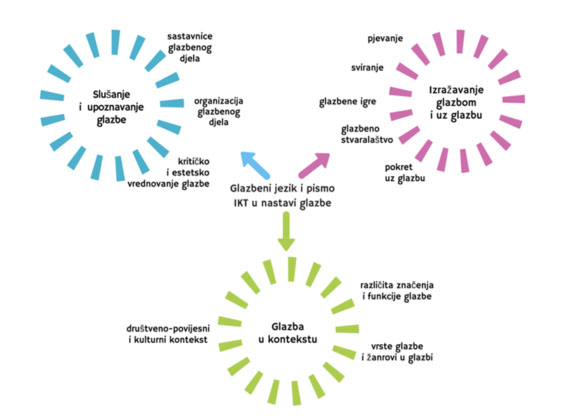 sastavnice
glazbenog
djela
Slušanje
i upoznavanje
glazbe
organizacija
glazbenog
djela
kritičko
i estetsko
vrednovanje glazbe
pjevanje
sviranje
glazbene igre
glazbeno
stvaralaštvo
pokret
uz glazbu
Izražavanje
glazbom
i uz glazbu
Glazbeni jezik i pismo
IKT u nastavi glazbe
društveno-povijesni
i kulturni kontekst
Glazba
u kontekstu
različita značenja
i funkcije glazbe
vrste glazbe
i žanrovi u glazbi